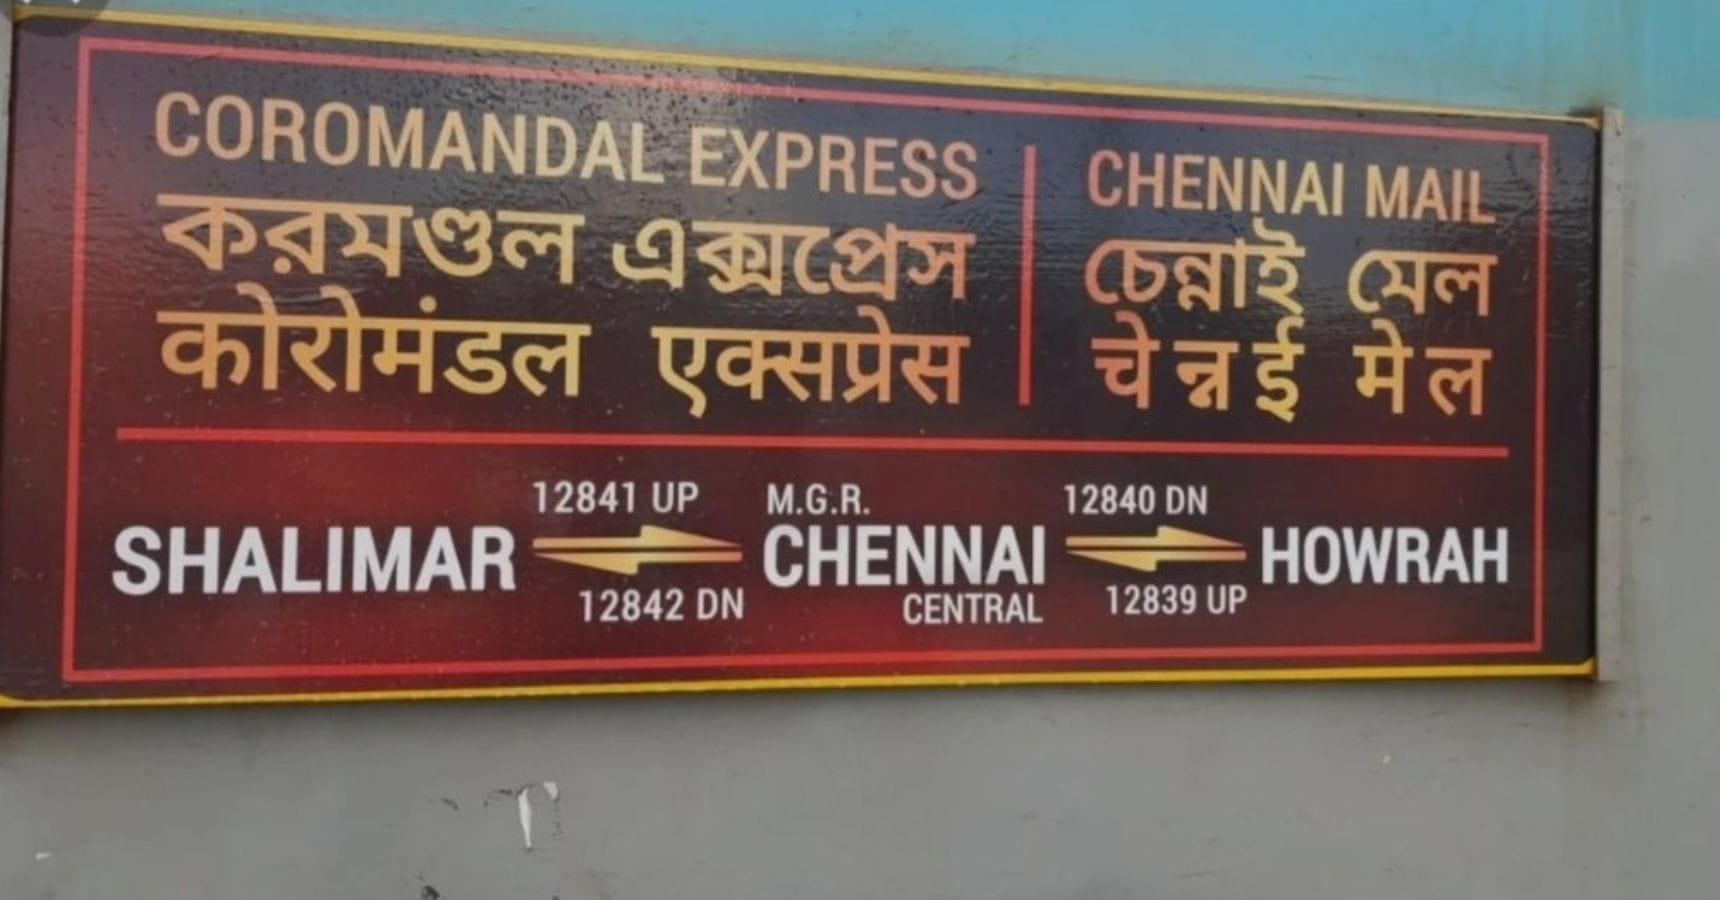 COROMANDAL EXPRESS
করমণ্ডল এক্সপ্রেস
कोरोमंडल एक्सप्रेस
CHENNAI MAIL
চেন্নাই মেল
चेन्नई मेल
12841 UP
M.G.R.
12840 DN
SHALIMAR CHENNAI HOWRAH
12842 DN
CENTRAL
12839 UP